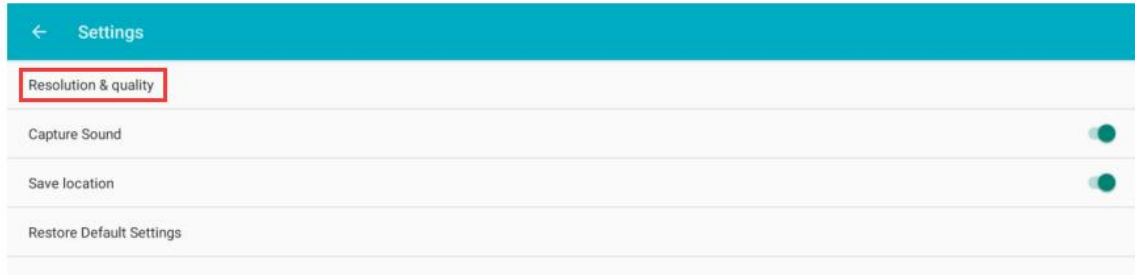 Settings
Resolution & quality
Capture Sound
Save location
Restore Default Settings